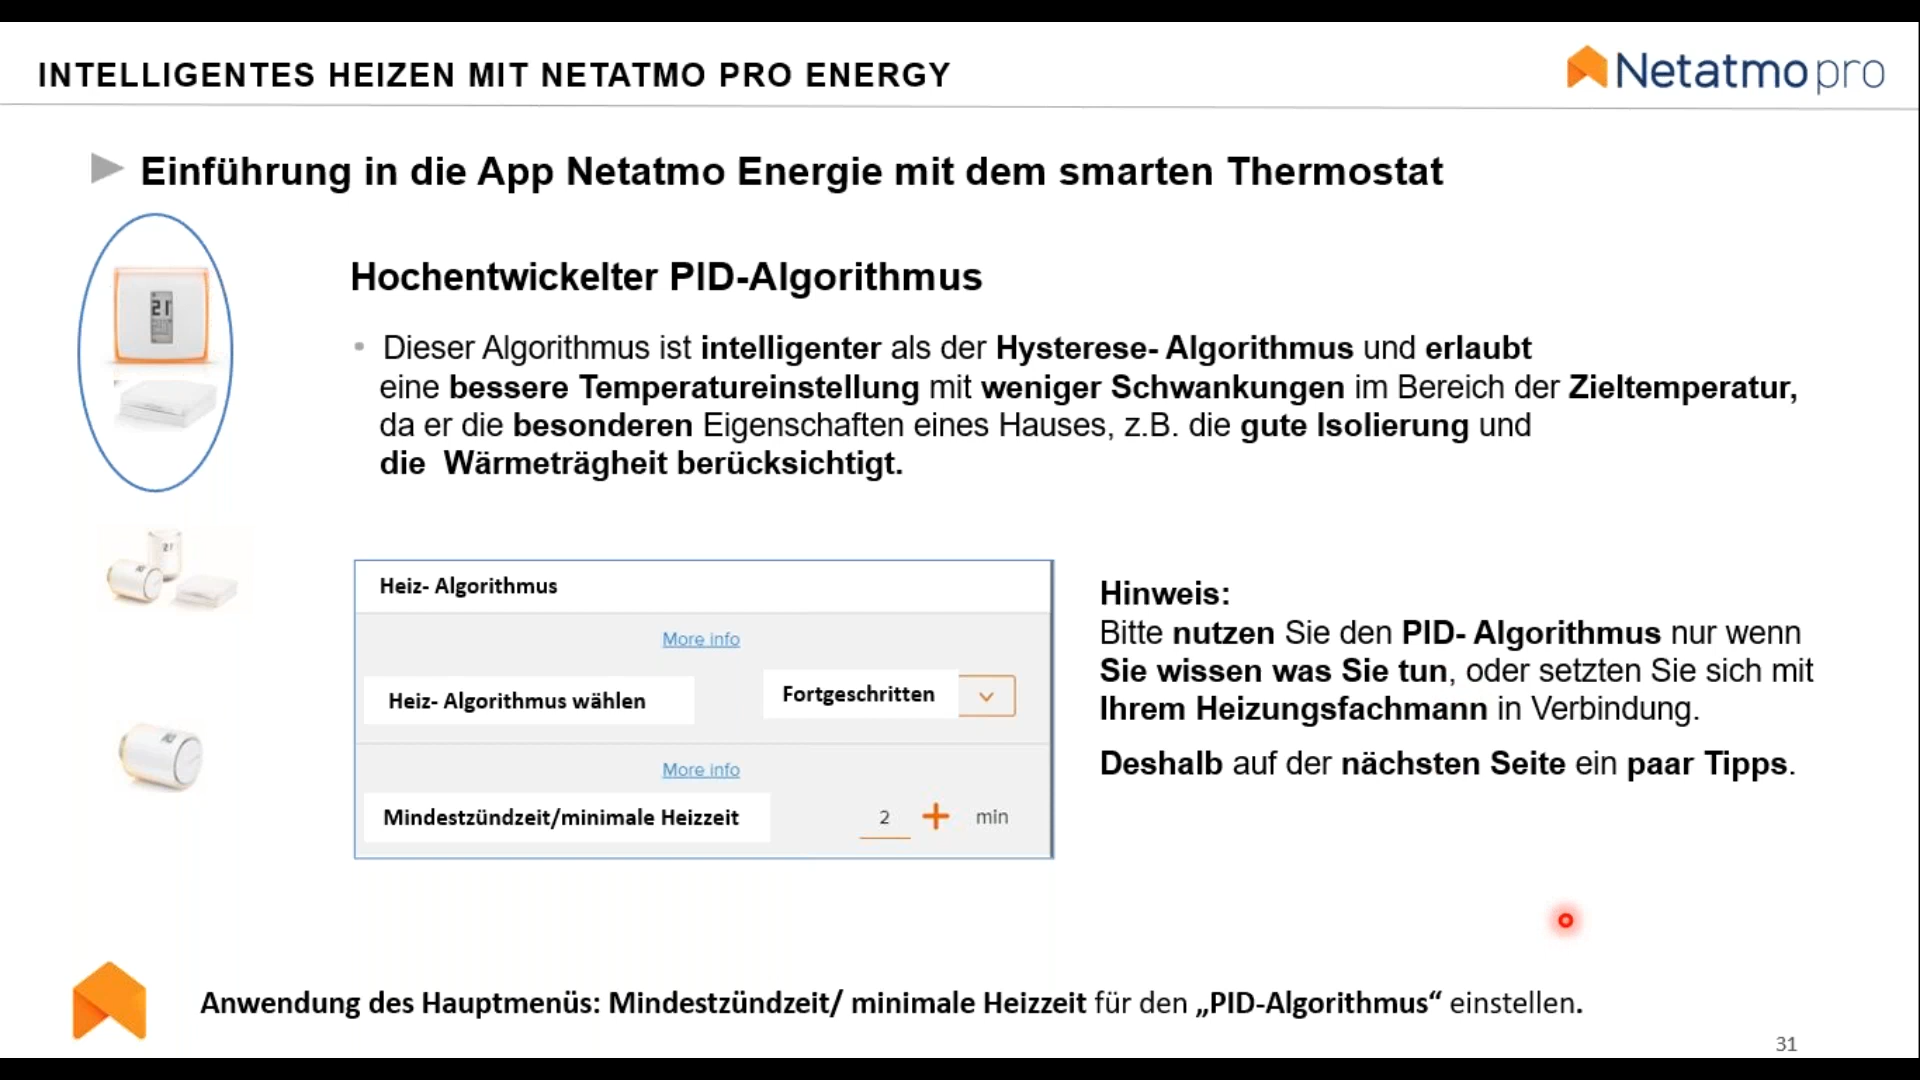 INTELLIGENTES HEIZEN MIT NETATMO PRO ENERGY
Netatmo pro
Einführung in die App Netatmo Energie mit dem smarten Thermostat
Hochentwickelter PID-Algorithmus
• Dieser Algorithmus ist intelligenter als der Hysterese- Algorithmus und erlaubt
eine bessere Temperatureinstellung mit weniger Schwankungen im Bereich der Zieltemperatur,
da er die besonderen Eigenschaften eines Hauses, z.B. die gute Isolierung und
die Wärmeträgheit berücksichtigt.
21
Heiz- Algorithmus
More info
Heiz- Algorithmus wählen
Fortgeschritten
More info
Mindestzündzeit/minimale Heizzeit
2 + min
Hinweis:
Bitte nutzen Sie den PID- Algorithmus nur wenn
Sie wissen was Sie tun, oder setzten Sie sich mit
Ihrem Heizungsfachmann in Verbindung.
Deshalb auf der nächsten Seite ein paar Tipps.
Anwendung des Hauptmenüs: Mindestzündzeit/ minimale Heizzeit für den „PID-Algorithmus“ einstellen.
31